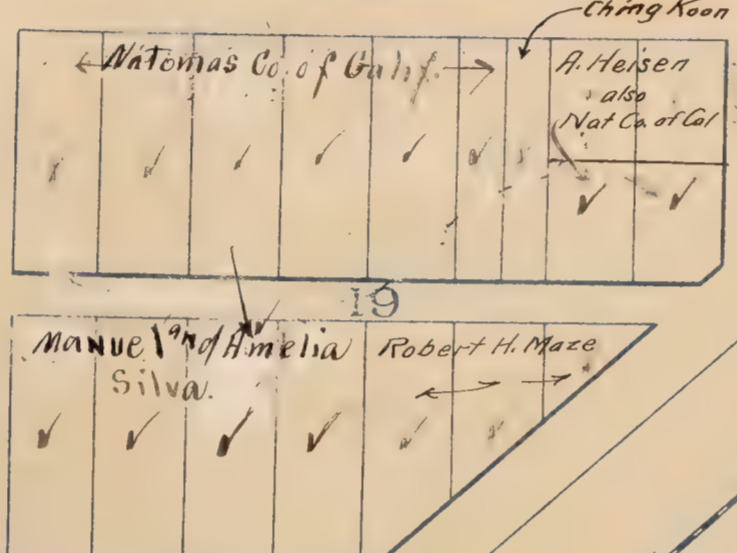 Ching Koon
Natomas Co. of Calif.
A. Heisen
also
Nat Co. of Cal
19
Manuel and Amelia
Silva.
Robert H. Maze